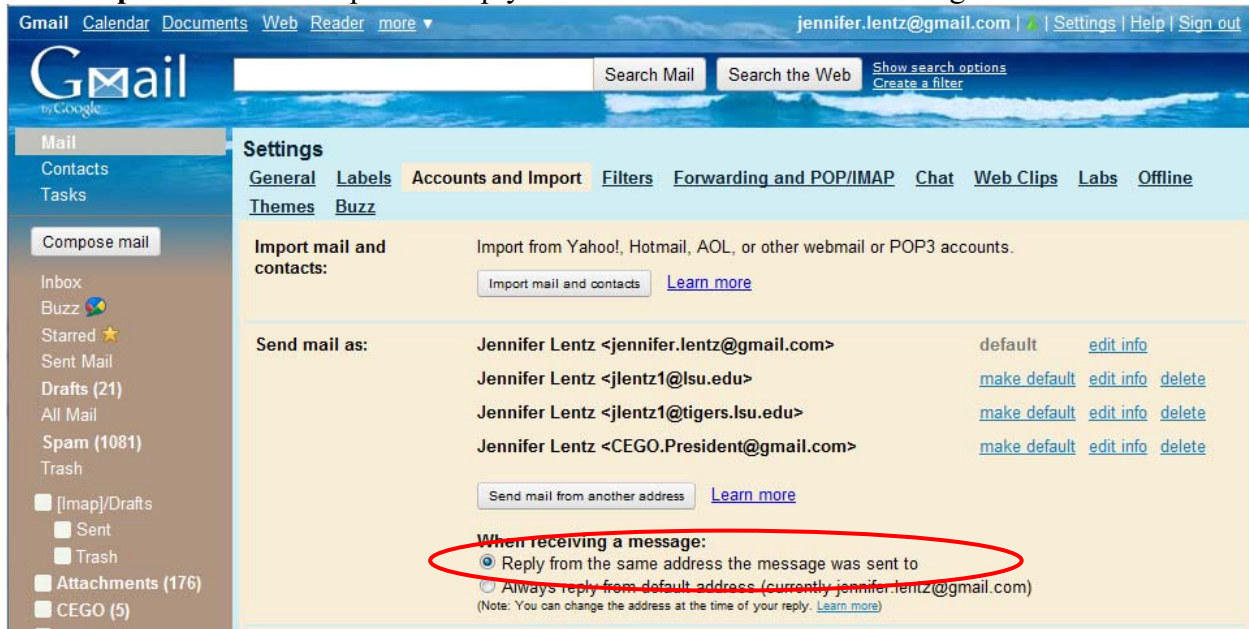 Gmail Calendar Documents Web Reader more ▼ jennifer.lentz@gmail.com | | Settings | Help | Sign out
Gmail
by Google
Search Mail Search the Web Show search options
Create a filter
Mail
Contacts
Tasks
Compose mail
Inbox
Buzz
Starred
Sent Mail
Drafts (21)
All Mail
Spam (1081)
Trash
[Imap]/Drafts
Sent
Trash
Attachments (176)
CEGO (5)
Settings
General Labels Accounts and Import Filters Forwarding and POP/IMAP Chat Web Clips Labs Offline
Themes Buzz
Import mail and
contacts:
Import from Yahoo!, Hotmail, AOL, or other webmail or POP3 accounts.
Import mail and contacts Learn more
Send mail as:
Jennifer Lentz <jennifer.lentz@gmail.com> default edit info
Jennifer Lentz <jlentz1@lsu.edu> make default edit info delete
Jennifer Lentz <jlentz1@tigers.lsu.edu> make default edit info delete
Jennifer Lentz <CEGO.President@gmail.com> make default edit info delete
Send mail from another address Learn more
When receiving a message:
Reply from the same address the message was sent to
Always reply from default address (currently jennifer.lentz@gmail.com)
(Note: You can change the address at the time of your reply. Learn more)